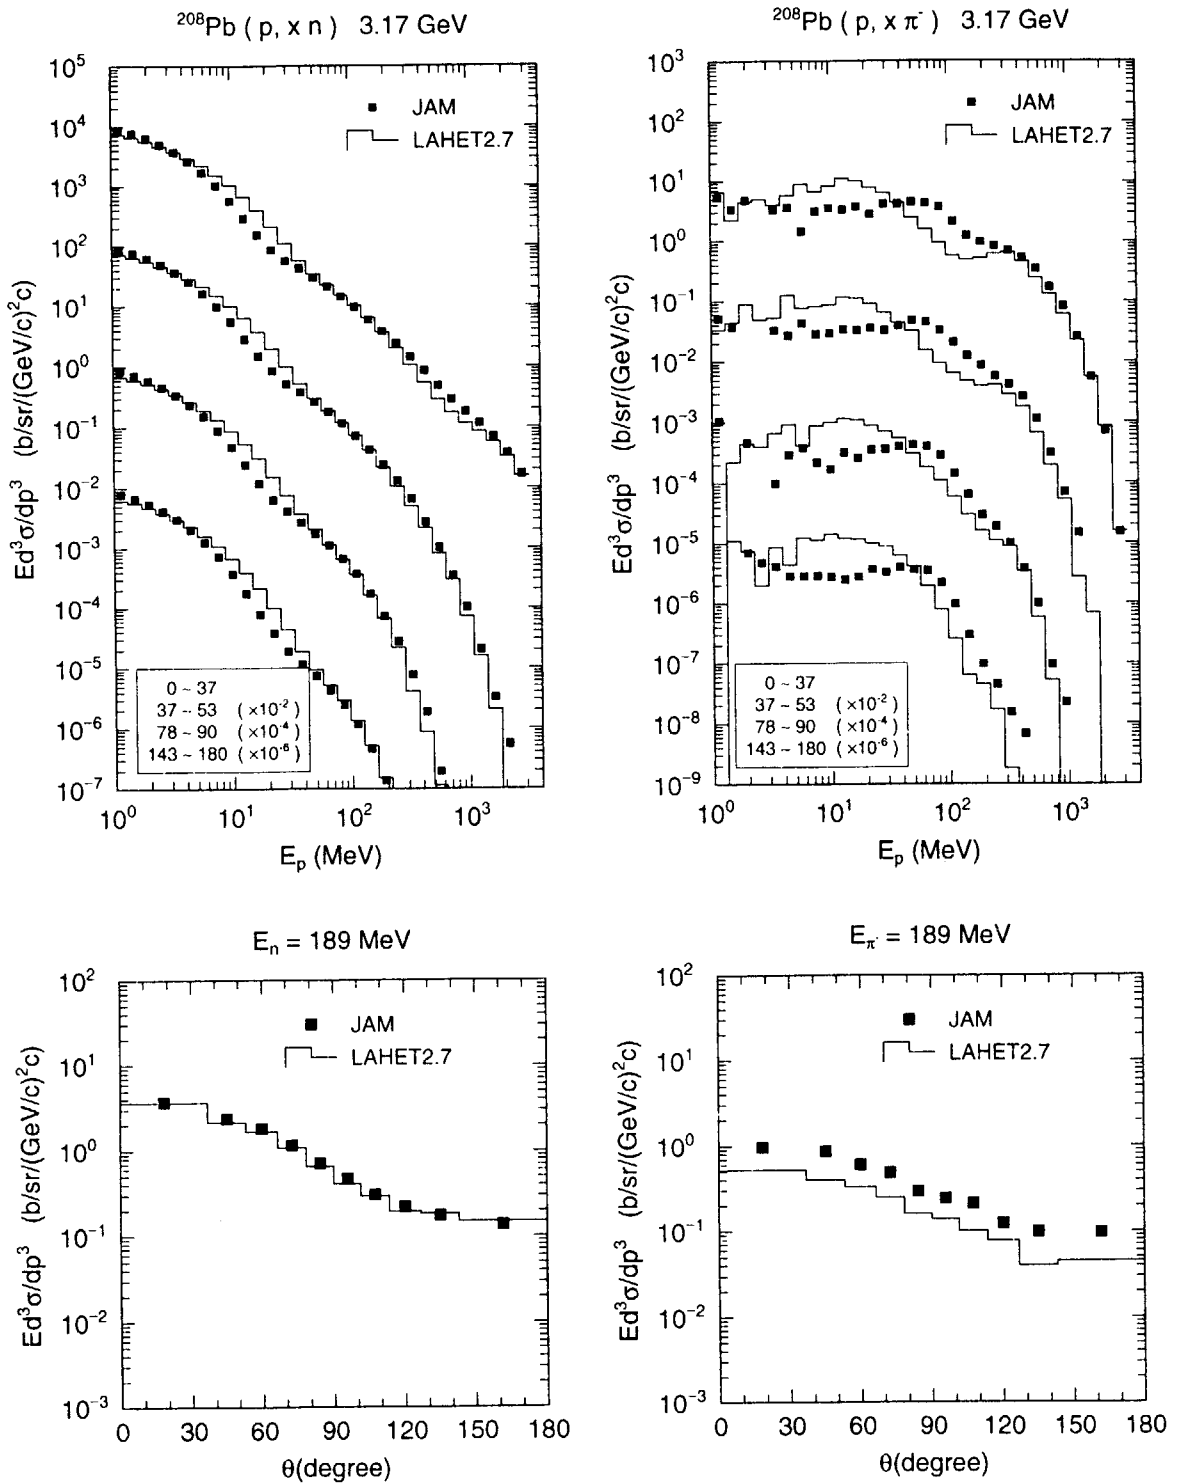 ²⁰⁸Pb ( p, x n ) 3.17 GeV
10⁵
10⁴
10³
10²
10¹
10⁰
10⁻¹
10⁻²
10⁻³
10⁻⁴
10⁻⁵
10⁻⁶
10⁻⁷
Ed³σ/dp³ (b/sr/(GeV/c)²c)
JAM
LAHET2.7
0 ~ 37
37 ~ 53 (×10⁻²)
78 ~ 90 (×10⁻⁴)
143 ~ 180 (×10⁻⁶)
10⁰ 10¹ 10² 10³
Eₚ (MeV)
²⁰⁸Pb ( p, x π⁻ ) 3.17 GeV
10³
10²
10¹
10⁰
10⁻¹
10⁻²
10⁻³
10⁻⁴
10⁻⁵
10⁻⁶
10⁻⁷
10⁻⁸
10⁻⁹
Ed³σ/dp³ (b/sr/(GeV/c)²c)
JAM
LAHET2.7
0 ~ 37
37 ~ 53 (×10⁻²)
78 ~ 90 (×10⁻⁴)
143 ~ 180 (×10⁻⁶)
10⁰ 10¹ 10² 10³
Eₚ (MeV)
Eₙ = 189 MeV
10²
10¹
10⁰
10⁻¹
10⁻²
10⁻³
Ed³σ/dp³ (b/sr/(GeV/c)²c)
JAM
LAHET2.7
0 30 60 90 120 150 180
θ(degree)
E_π⁻ = 189 MeV
10²
10¹
10⁰
10⁻¹
10⁻²
10⁻³
Ed³σ/dp³ (b/sr/(GeV/c)²c)
JAM
LAHET2.7
0 30 60 90 120 150 180
θ(degree)